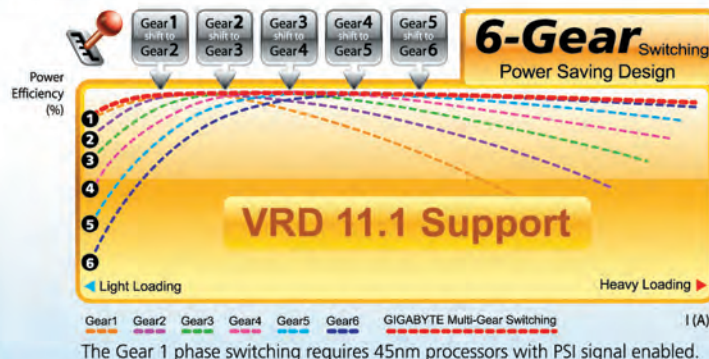 Gear1 shift to Gear2
Gear2 shift to Gear3
Gear3 shift to Gear4
Gear4 shift to Gear5
Gear5 shift to Gear6
6-Gear Switching
Power Saving Design
Power
Efficiency
(%)
1
2
3
4
5
6
VRD 11.1 Support
Light Loading
Heavy Loading
Gear1 Gear2 Gear3 Gear4 Gear5 Gear6 GIGABYTE Multi-Gear Switching I (A)
The Gear 1 phase switching requires 45nm processors with PSI signal enabled.